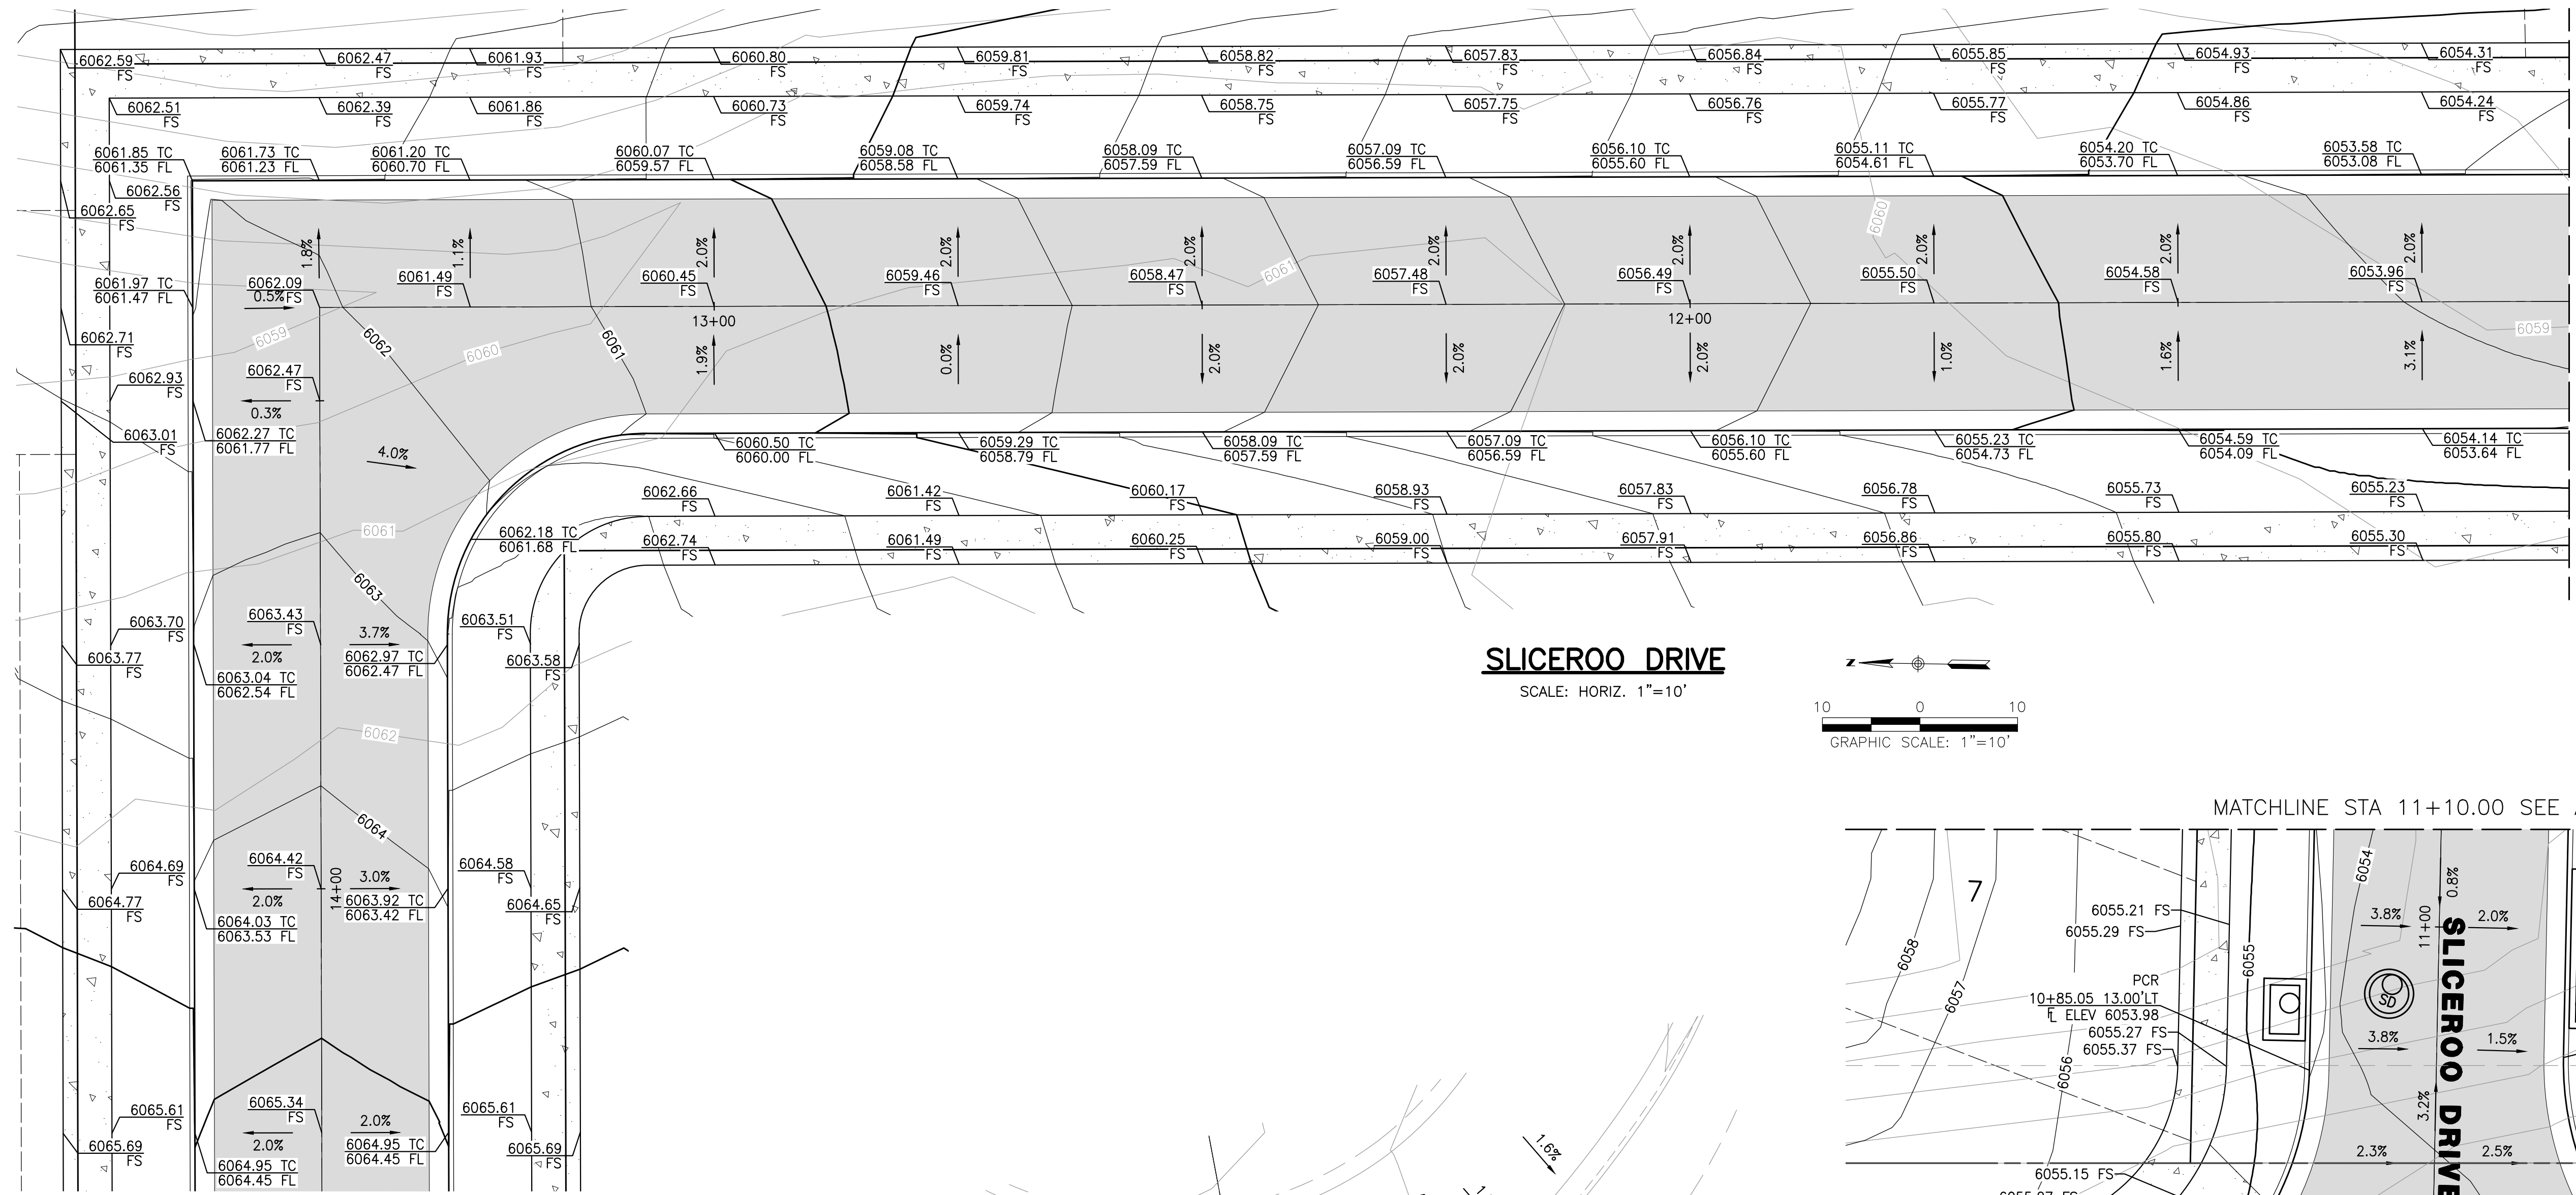 6062.59
FS
6062.47
FS
6061.93
FS
6060.80
FS
6059.81
FS
6058.82
FS
6057.83
FS
6056.84
FS
6055.85
FS
6054.93
FS
6054.31
FS
6062.51
FS
6062.39
FS
6061.86
FS
6060.73
FS
6059.74
FS
6058.75
FS
6057.75
FS
6056.76
FS
6055.77
FS
6054.86
FS
6054.24
FS
6061.85 TC
6061.35 FL
6061.73 TC
6061.23 FL
6061.20 TC
6060.70 FL
6060.07 TC
6059.57 FL
6059.08 TC
6058.58 FL
6058.09 TC
6057.59 FL
6057.09 TC
6056.59 FL
6056.10 TC
6055.60 FL
6055.11 TC
6054.61 FL
6054.20 TC
6053.70 FL
6053.58 TC
6053.08 FL
6062.56
FS
6062.65
FS
1.8%
1.1%
2.0%
2.0%
2.0%
2.0%
2.0%
6060
2.0%
2.0%
2.0%
6061.97 TC
6061.47 FL
6062.09
FS
0.5%
6061.49
FS
6060.45
FS
6059.46
FS
6058.47
FS
6061
6057.48
FS
6056.49
FS
6055.50
FS
6054.58
FS
6053.96
FS
13+00
12+00
6062.71
FS
6059
6062
6060
6061
6059
1.9%
0.0%
2.0%
2.0%
2.0%
1.0%
1.6%
3.1%
6062.93
FS
6062.47
FS
0.3%
6063.01
FS
6062.27 TC
6061.77 FL
4.0%
6060.50 TC
6060.00 FL
6059.29 TC
6058.79 FL
6058.09 TC
6057.59 FL
6057.09 TC
6056.59 FL
6056.10 TC
6055.60 FL
6055.23 TC
6054.73 FL
6054.59 TC
6054.09 FL
6054.14 TC
6053.64 FL
6062.66
FS
6061.42
FS
6060.17
FS
6058.93
FS
6057.83
FS
6056.78
FS
6055.73
FS
6055.23
FS
6061
6062.18 TC
6061.68 FL
6062.74
FS
6061.49
FS
6060.25
FS
6059.00
FS
6057.91
FS
6056.86
FS
6055.80
FS
6055.30
FS
6063
6063.70
FS
6063.43
FS
3.7%
2.0%
6063.51
FS
6063.77
FS
6062.97 TC
6062.47 FL
6063.58
FS
6063.04 TC
6062.54 FL
SLICEROO DRIVE
SCALE: HORIZ. 1"=10'
Z
10 0 10
GRAPHIC SCALE: 1"=10'
6062
6064
6064.69
FS
6064.42
FS
3.0%
2.0%
14+00
6064.58
FS
6064.77
FS
6063.92 TC
6063.42 FL
6064.65
FS
6064.03 TC
6063.53 FL
6065.61
FS
6065.34
FS
2.0%
2.0%
6065.61
FS
6065.69
FS
6064.95 TC
6064.45 FL
6065.69
FS
6064.95 TC
6064.45 FL
1.6%
MATCHLINE STA 11+10.00 SEE
7
6054
0.8%
6055.21 FS
6055.29 FS
3.8%
11+00
2.0%
6058
6055
6057
PCR
10+85.05 13.00'LT
FL ELEV 6053.98
6055.27 FS
6055.37 FS
SD
3.8%
1.5%
6056
3.2%
SLICEROO DRIVE
2.3%
2.5%
6055.15 FS